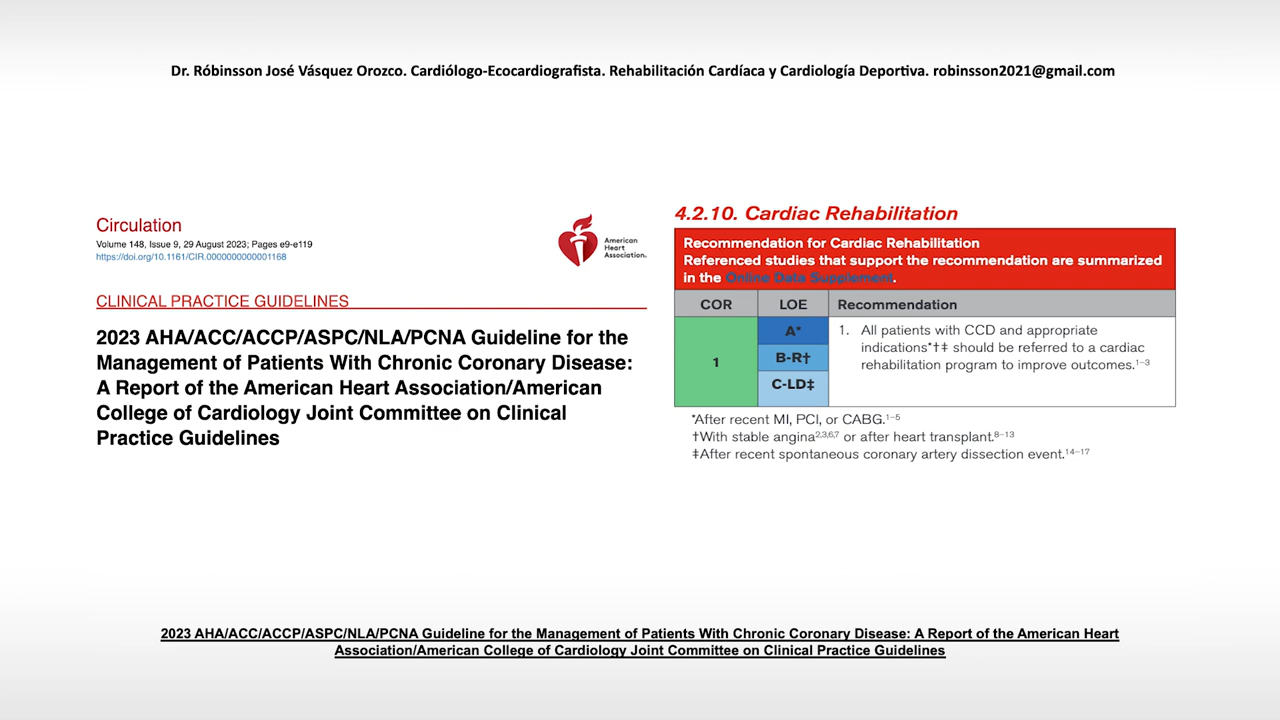 Dr. Róbinsson José Vásquez Orozco. Cardiólogo-Ecocardiografista. Rehabilitación Cardíaca y Cardiología Deportiva. robinsson2021@gmail.com
Circulation
Volume 148, Issue 9, 29 August 2023; Pages e9-e119
https://doi.org/10.1161/CIR.0000000000001168
American
Heart
Association.
CLINICAL PRACTICE GUIDELINES
2023 AHA/ACC/ACCP/ASPC/NLA/PCNA Guideline for the
Management of Patients With Chronic Coronary Disease:
A Report of the American Heart Association/American
College of Cardiology Joint Committee on Clinical
Practice Guidelines
4.2.10. Cardiac Rehabilitation
Recommendation for Cardiac Rehabilitation
Referenced studies that support the recommendation are summarized
in the Online Data Supplement.
COR LOE Recommendation
1
A*
B-R†
C-LD‡
1. All patients with CCD and appropriate
indications*†‡ should be referred to a cardiac
rehabilitation program to improve outcomes.1–3
*After recent MI, PCI, or CABG.1–5
†With stable angina2,3,6,7 or after heart transplant.8–13
‡After recent spontaneous coronary artery dissection event.14–17
2023 AHA/ACC/ACCP/ASPC/NLA/PCNA Guideline for the Management of Patients With Chronic Coronary Disease: A Report of the American Heart
Association/American College of Cardiology Joint Committee on Clinical Practice Guidelines